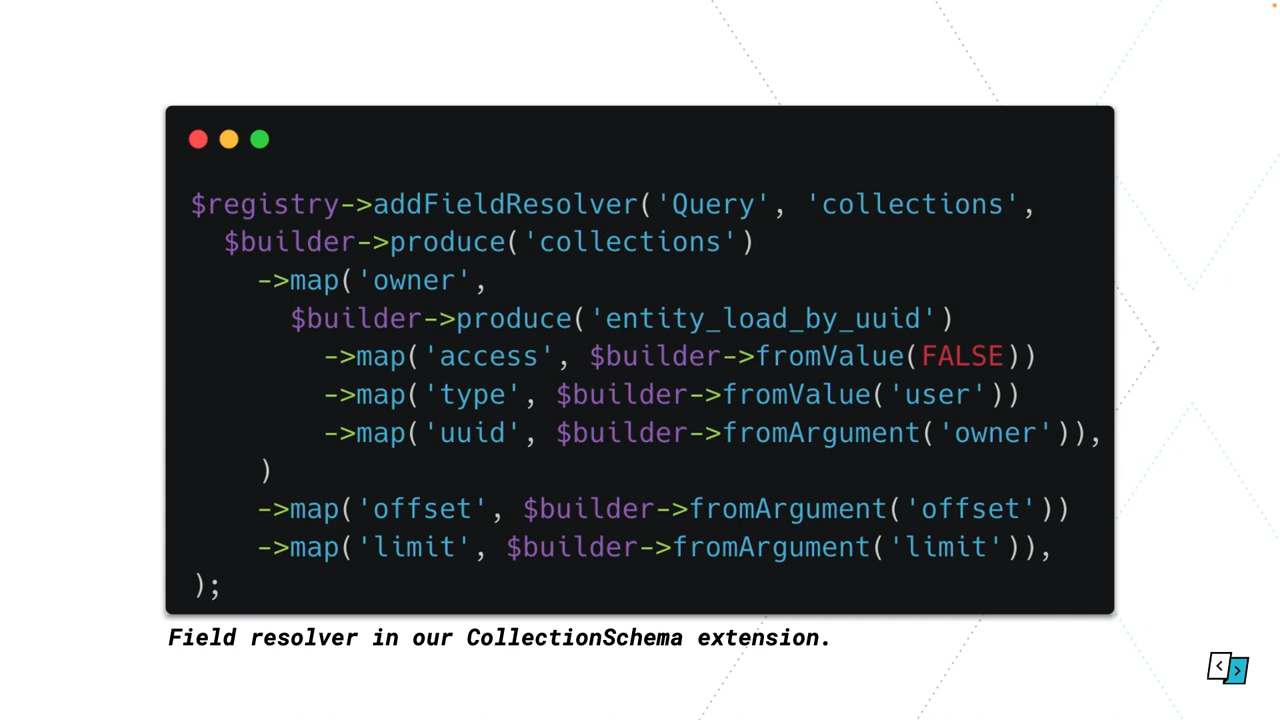 $registry->addFieldResolver('Query', 'collections',
  $builder->produce('collections')
    ->map('owner',
      $builder->produce('entity_load_by_uuid')
        ->map('access', $builder->fromValue(FALSE))
        ->map('type', $builder->fromValue('user'))
        ->map('uuid', $builder->fromArgument('owner')),
    )
    ->map('offset', $builder->fromArgument('offset'))
    ->map('limit', $builder->fromArgument('limit')),
);
Field resolver in our CollectionSchema extension.